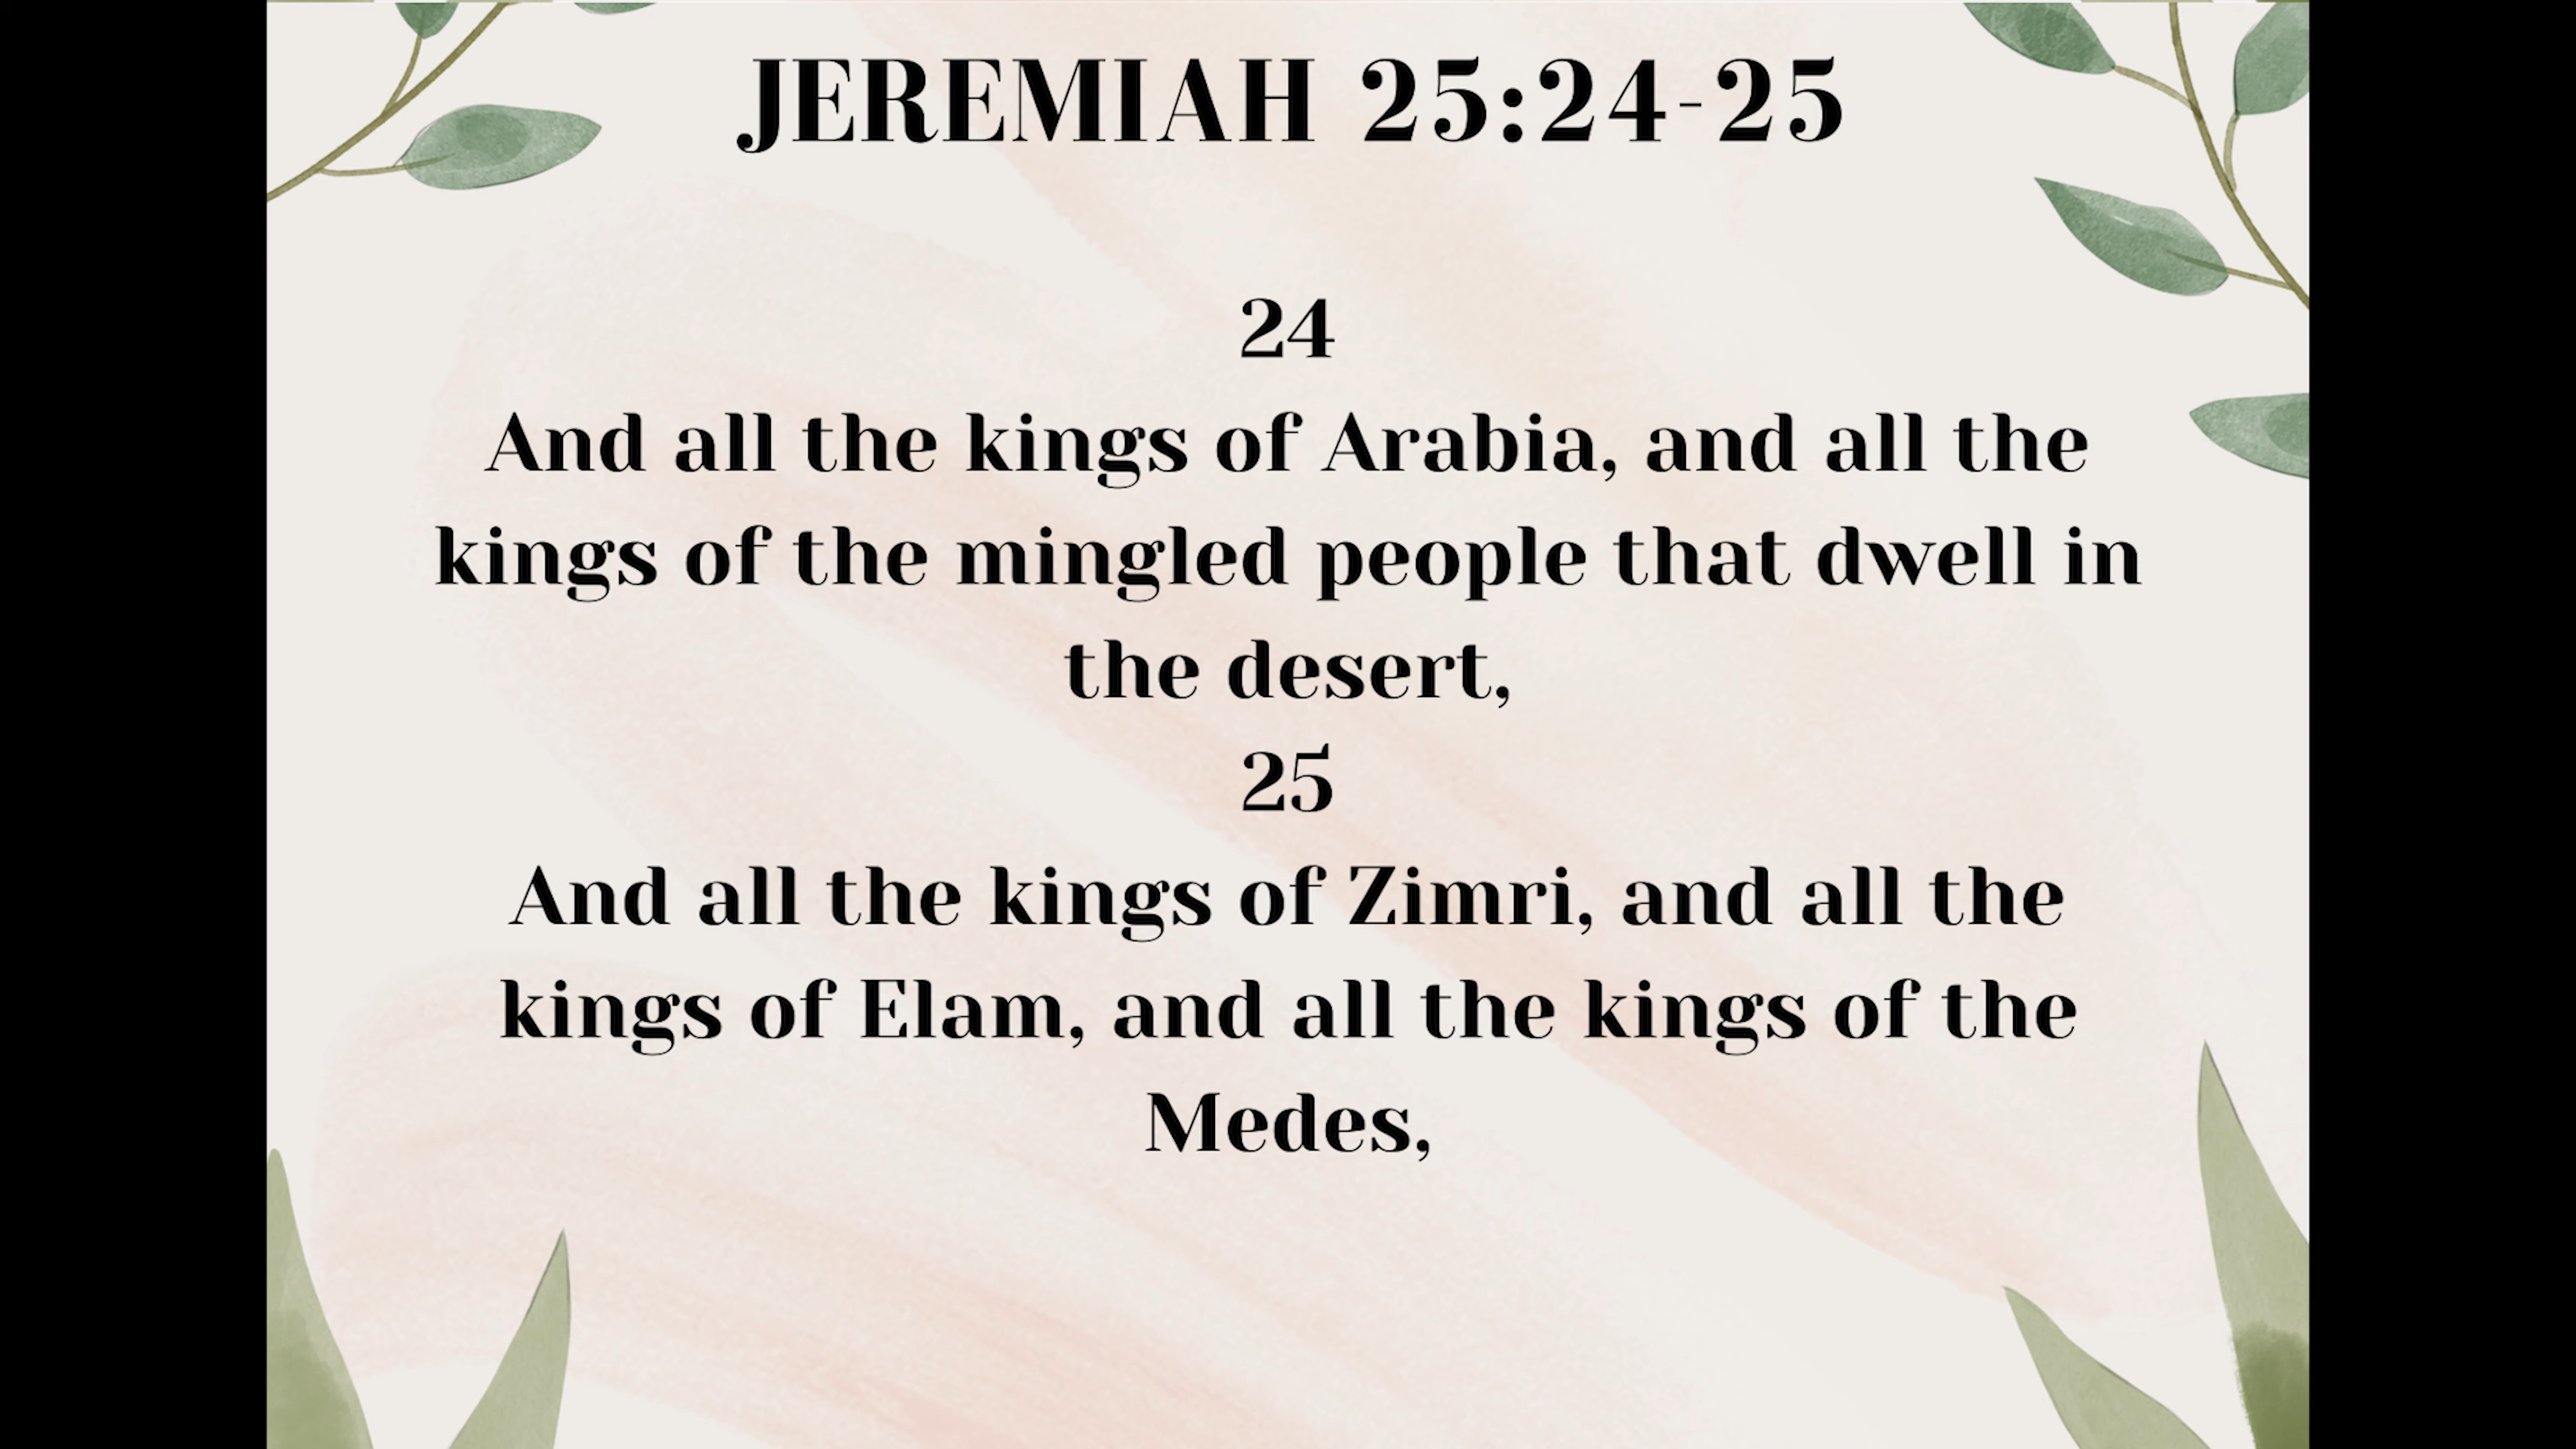 JEREMIAH 25:24-25
24
And all the kings of Arabia, and all the
kings of the mingled people that dwell in
the desert,
25
And all the kings of Zimri, and all the
kings of Elam, and all the kings of the
Medes,